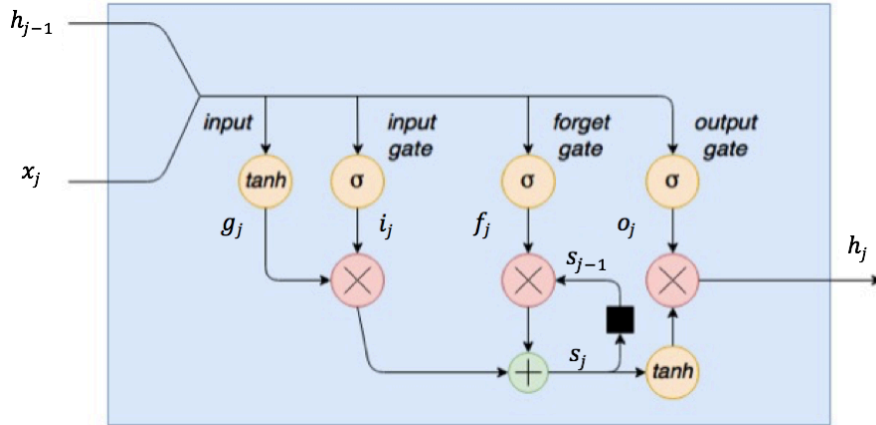 h_{j-1}
input
input gate
forget gate
output gate
x_j
tanh
σ
σ
σ
g_j
i_j
f_j
o_j
s_{j-1}
h_j
s_j
tanh